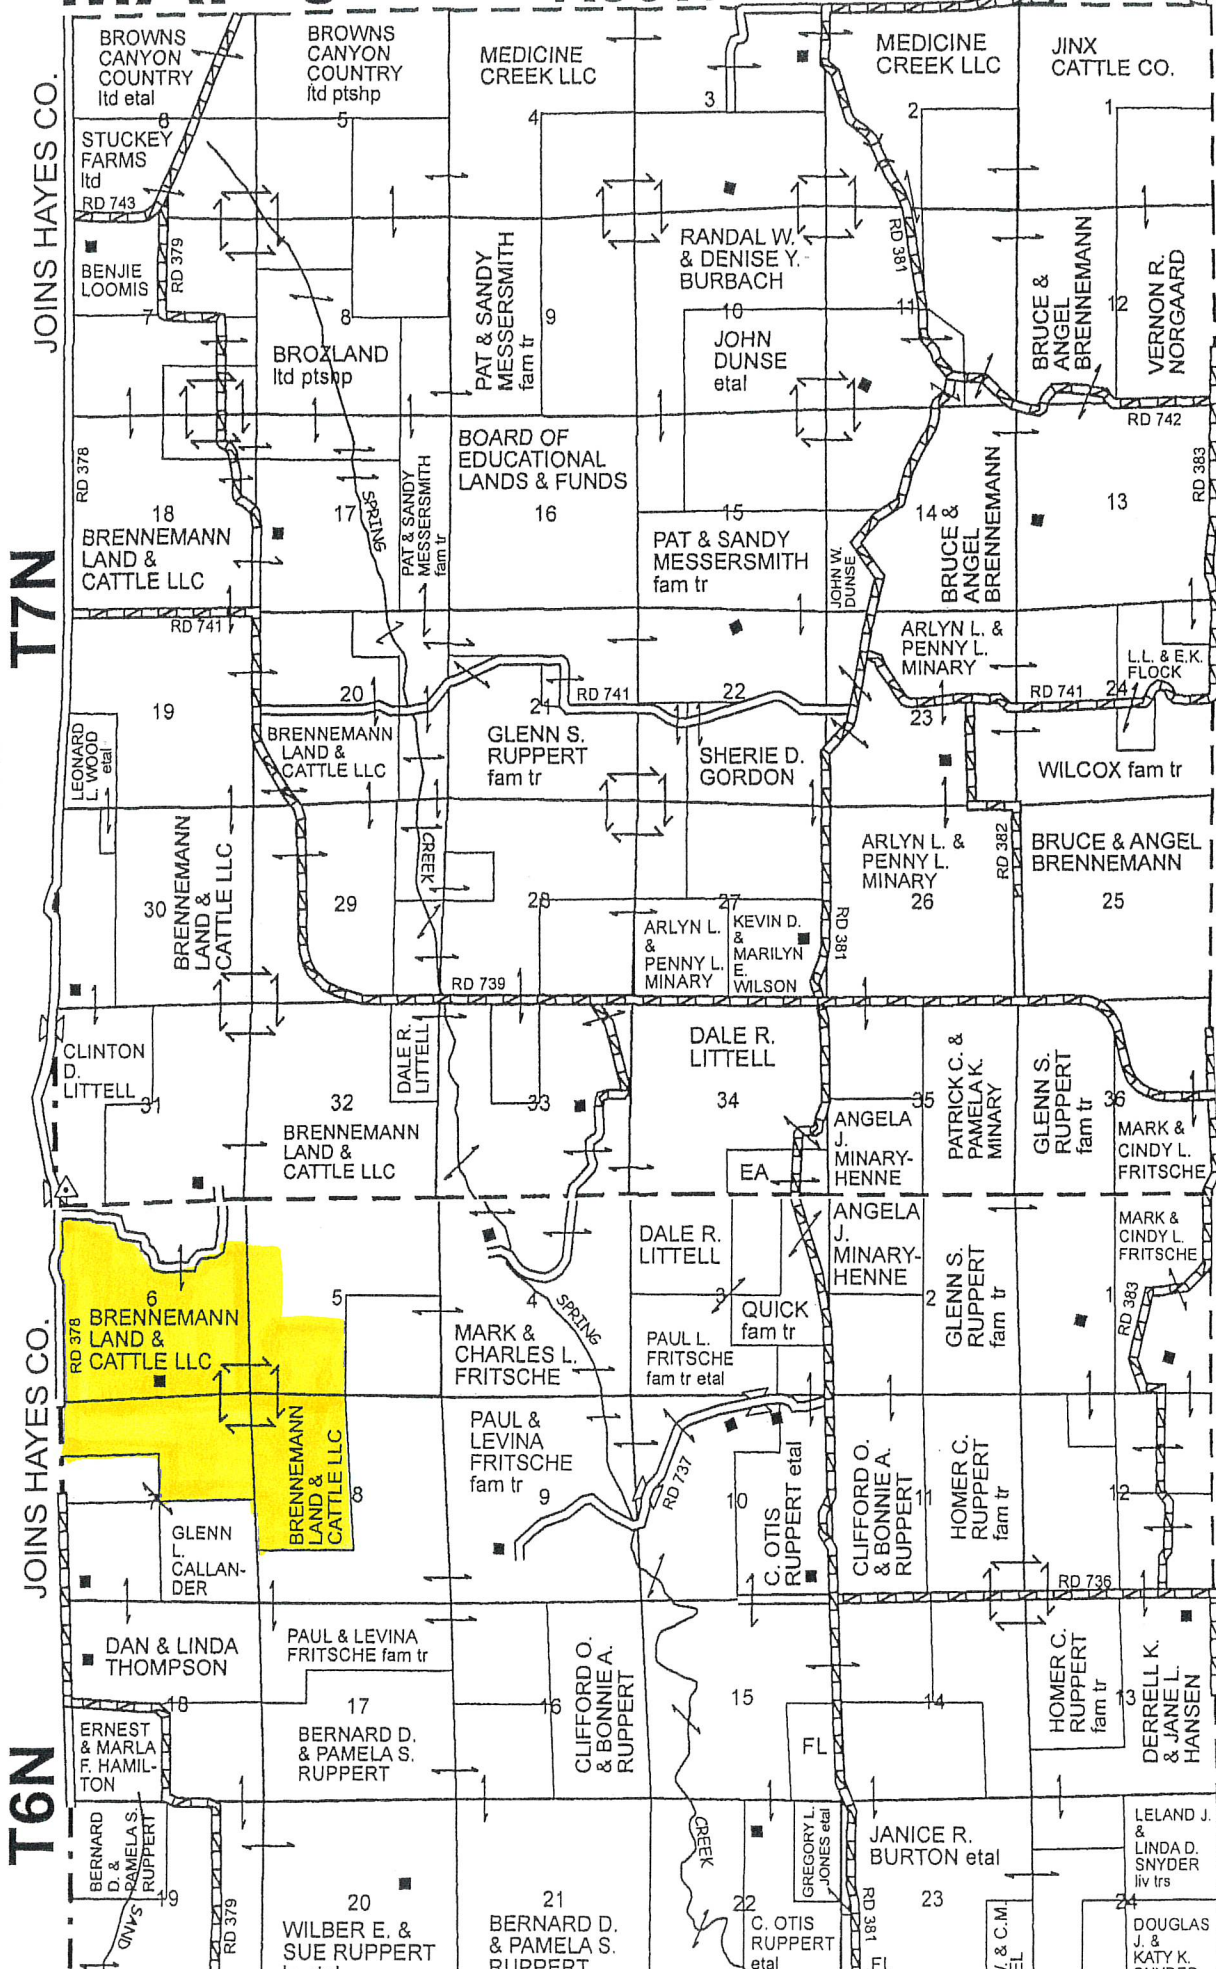 BROWNS
CANYON
COUNTRY
ltd etal
BROWNS
CANYON
COUNTRY
ltd ptshp
MEDICINE
CREEK LLC
MEDICINE
CREEK LLC
JINX
CATTLE CO.
6
5
4
3
2
1
JOINS HAYES CO.
STUCKEY
FARMS
ltd
RD 743
BENJIE
LOOMIS
RD 379
PAT & SANDY
MESSERSMITH
fam tr
RANDAL W.
& DENISE Y.
BURBACH
RD 381
BRUCE &
ANGEL
BRENNEMANN
VERNON R.
NORGAARD
7
8
9
10
11
12
BROZLAND
ltd ptshp
JOHN
DUNSE
etal
RD 742
RD 378
BOARD OF
EDUCATIONAL
LANDS & FUNDS
RD 383
18
17
16
15
14
13
SPRING
PAT & SANDY
MESSERSMITH
fam tr
BRENNEMANN
LAND &
CATTLE LLC
PAT & SANDY
MESSERSMITH
fam tr
JOHN W.
DUNSE
BRUCE &
ANGEL
BRENNEMANN
T7N
RD 741
ARLYN L. &
PENNY L.
MINARY
L.L. & E.K.
FLOCK
19
20
21
RD 741
22
23
RD 741
24
LEONARD
L. WOOD
etal
BRENNEMANN
LAND &
CATTLE LLC
GLENN S.
RUPPERT
fam tr
SHERIE D.
GORDON
WILCOX fam tr
BRENNEMANN
LAND &
CATTLE LLC
CREEK
ARLYN L. &
PENNY L.
MINARY
RD 382
BRUCE & ANGEL
BRENNEMANN
30
29
28
27
26
25
ARLYN L.
&
PENNY L.
MINARY
KEVIN D.
&
MARILYN
E.
WILSON
RD 381
RD 739
CLINTON
D.
LITTELL
DALE R.
LITTELL
DALE R.
LITTELL
PATRICK C. &
PAMELA K.
MINARY
GLENN S.
RUPPERT
fam tr
31
32
33
34
35
36
BRENNEMANN
LAND &
CATTLE LLC
EA
ANGELA
J.
MINARY-
HENNE
MARK &
CINDY L.
FRITSCHE
DALE R.
LITTELL
ANGELA
J.
MINARY-
HENNE
GLENN S.
RUPPERT
fam tr
MARK &
CINDY L.
FRITSCHE
6
5
4
3
2
1
RD 378
BRENNEMANN
LAND &
CATTLE LLC
SPRING
MARK &
CHARLES L.
FRITSCHE
PAUL L.
FRITSCHE
fam tr etal
QUICK
fam tr
RD 383
JOINS HAYES CO.
BRENNEMANN
LAND &
CATTLE LLC
PAUL &
LEVINA
FRITSCHE
fam tr
RD 737
C. OTIS
RUPPERT etal
CLIFFORD O.
& BONNIE A.
RUPPERT
HOMER C.
RUPPERT
fam tr
8
9
10
11
12
GLENN
L.
CALLAN-
DER
RD 736
DAN & LINDA
THOMPSON
PAUL & LEVINA
FRITSCHE fam tr
CLIFFORD O.
& BONNIE A.
RUPPERT
HOMER C.
RUPPERT
fam tr
DERRELL K.
& JANE L.
HANSEN
18
17
16
15
14
13
ERNEST
& MARLA
F. HAMIL-
TON
BERNARD D.
& PAMELA S.
RUPPERT
FL
T6N
BERNARD
D. &
PAMELA S.
RUPPERT
CREEK
GREGORY L.
JONES etal
JANICE R.
BURTON etal
LELAND J.
&
LINDA D.
SNYDER
liv trs
19
20
21
22
23
24
SAND
RD 379
WILBER E. &
SUE RUPPERT
BERNARD D.
& PAMELA S.
RUPPERT
C. OTIS
RUPPERT
etal
RD 381
FL
& C.M.
DOUGLAS
J. &
KATY K.